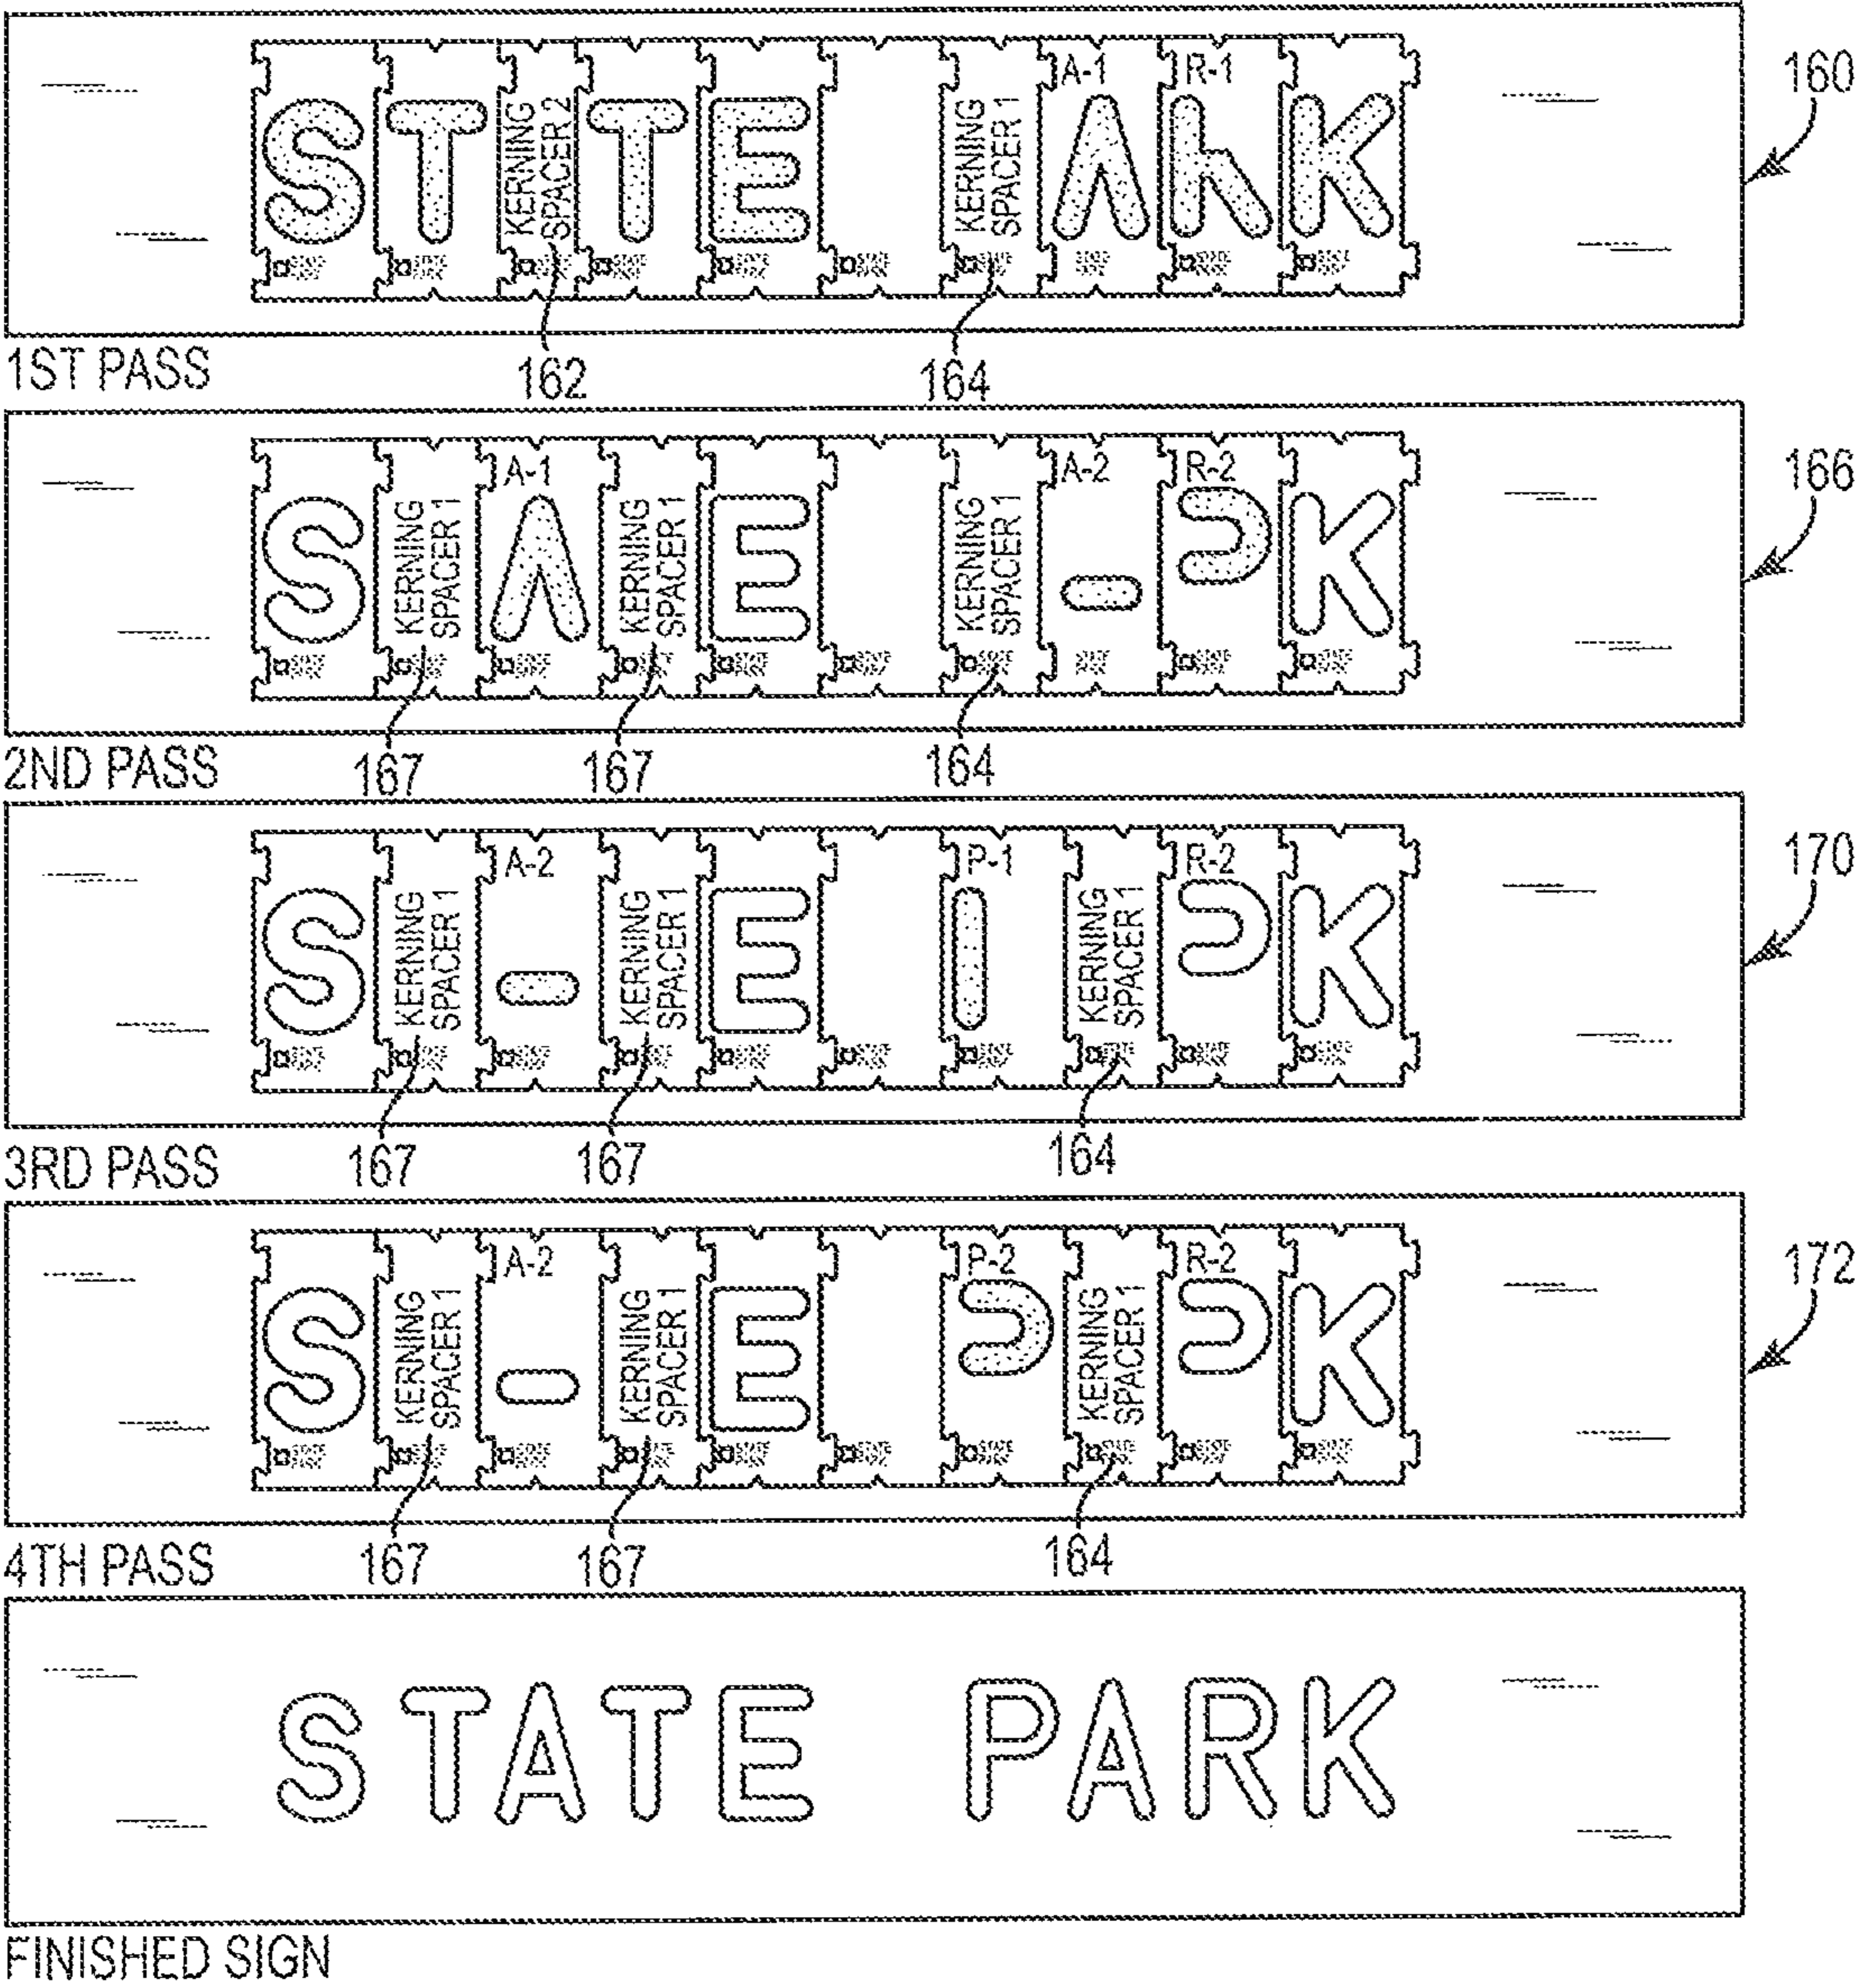 A-1 R-1
S T KERNING SPACER 2 T E KERNING SPACER 1 Λ h K
160
1ST PASS
162 164
A-1 A-2 R-2
S KERNING SPACER 1 Λ KERNING SPACER 1 E KERNING SPACER 1 - K
166
2ND PASS
167 167 164
A-2 P-1 R-2
S KERNING SPACER 1 - KERNING SPACER 1 E I KERNING SPACER 1 K
170
3RD PASS
167 167 164
A-2 P-2 R-2
S KERNING SPACER 1 - KERNING SPACER 1 E KERNING SPACER 1 K
172
4TH PASS
167 167 164
STATE PARK
FINISHED SIGN